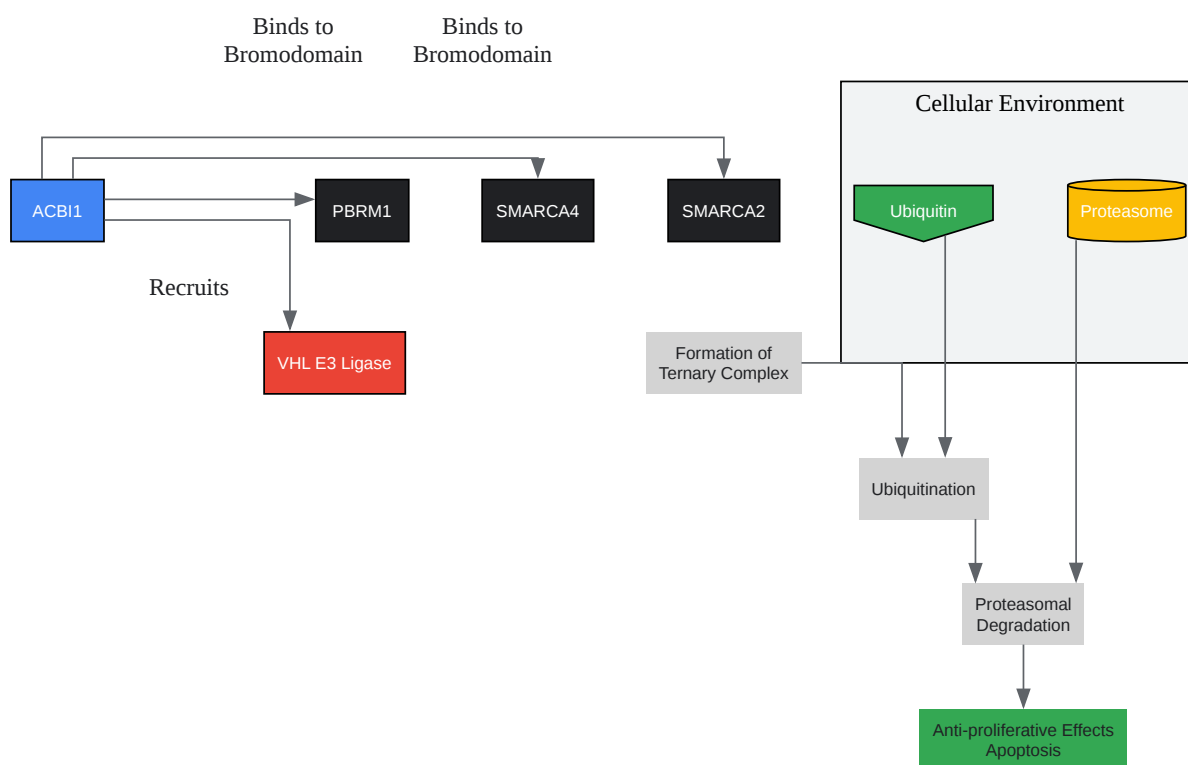 Binds to
Bromodomain
Binds to
Bromodomain
Cellular Environment
ACBI1
PBRM1
SMARCA4
SMARCA2
Ubiquitin
Proteasome
Recruits
VHL E3 Ligase
Formation of
Ternary Complex
Ubiquitination
Proteasomal
Degradation
Anti-proliferative Effects
Apoptosis